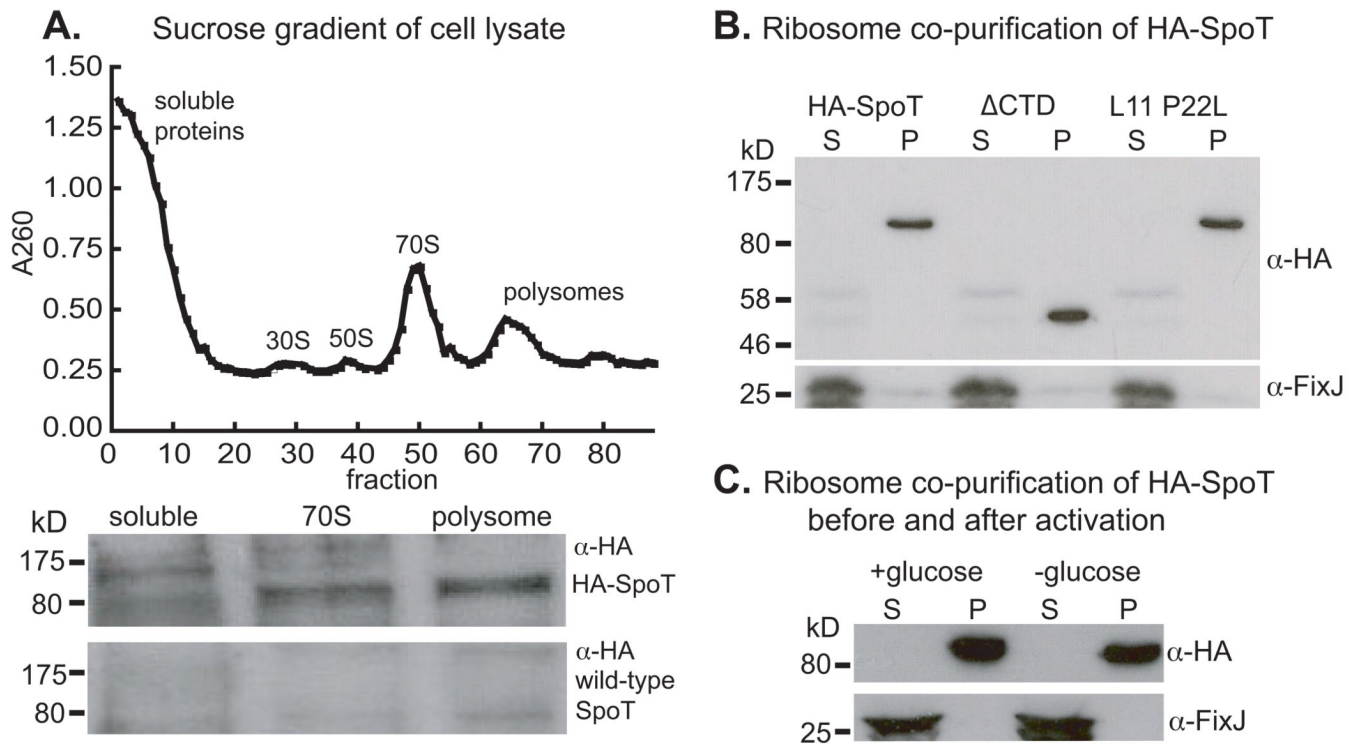 A. Sucrose gradient of cell lysate
1.50
1.25
1.00
0.75
0.50
0.25
0.00
A260
soluble
proteins
30S
50S
70S
polysomes
0 10 20 30 40 50 60 70 80
fraction
kD soluble 70S polysome
175
80
α-HA
HA-SpoT
175
80
α-HA
wild-type
SpoT
B. Ribosome co-purification of HA-SpoT
HA-SpoT ΔCTD L11 P22L
kD S P S P S P
175
80
58
46
α-HA
25
α-FixJ
C. Ribosome co-purification of HA-SpoT
before and after activation
+glucose -glucose
S P S P
kD
80
α-HA
25
α-FixJ